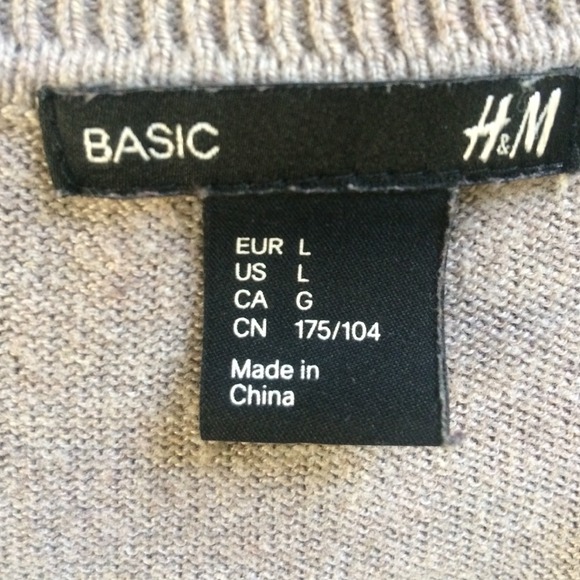 BASIC H&M
EUR L
US L
CA G
CN 175/104
Made in
China